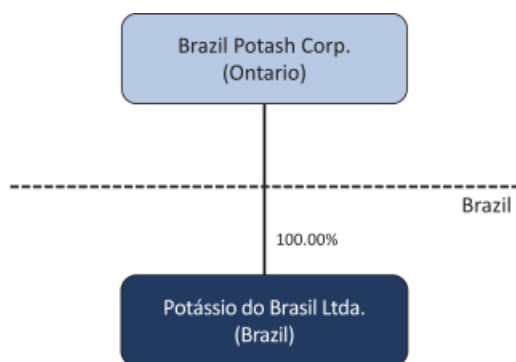 Brazil Potash Corp.
(Ontario)
Brazil
100.00%
Potássio do Brasil Ltda.
(Brazil)